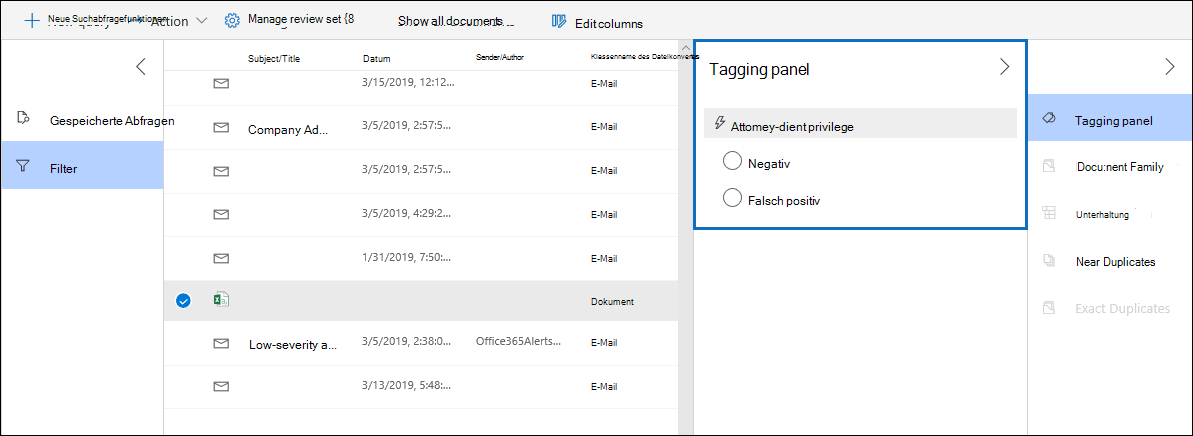 Neue Suchabfragefunktionen Action Manage review set {8 Show all documents Edit columns
Subject/Title Datum Sender/Author Klassenname des Dateikonverters
Gespeicherte Abfragen
Filter
3/15/2019, 12:12... E-Mail
Company Ad... 3/5/2019, 2:57:5... E-Mail
3/5/2019, 2:57:5... E-Mail
3/5/2019, 4:29:2... E-Mail
1/31/2019, 7:50:... E-Mail
Dokument
Low-severity a... 3/5/2019, 2:38:0... Office365Alerts... E-Mail
3/13/2019, 5:48:... E-Mail
Tagging panel
Attomey-dient privilege
Negativ
Falsch positiv
Tagging panel
Docu:nent Family
Unterhaltung
Near Duplicates
Exact Duplicates